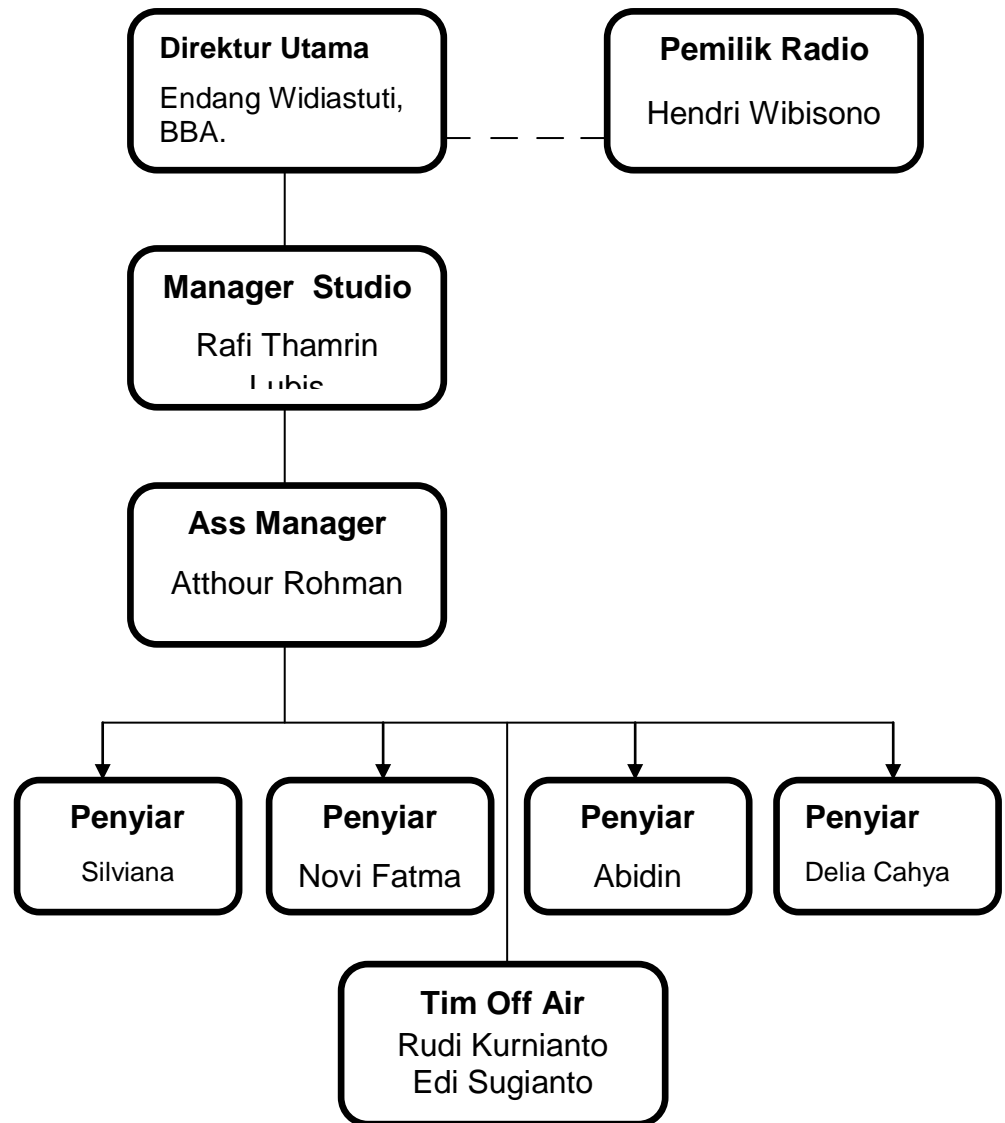 Direktur Utama
Endang Widiastuti,
BBA.
Pemilik Radio
Hendri Wibisono
Manager Studio
Rafi Thamrin
Lubis
Ass Manager
Atthour Rohman
Penyiar
Silviana
Penyiar
Novi Fatma
Penyiar
Abidin
Penyiar
Delia Cahya
Tim Off Air
Rudi Kurnianto
Edi Sugianto